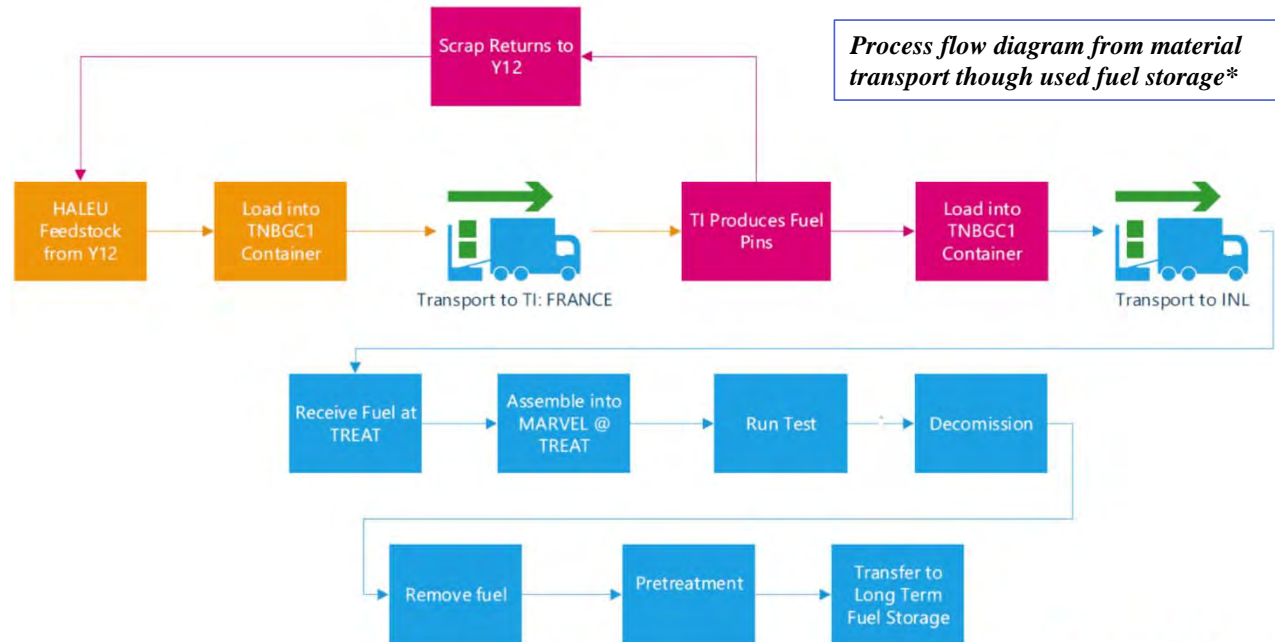 Scrap Returns to
Y12
Process flow diagram from material
transport though used fuel storage*
HALEU
Feedstock
from Y12
Load into
TNBGC1
Container
Transport to TI: FRANCE
TI Produces Fuel
Pins
Load into
TNBGC1
Container
Transport to INL
Receive Fuel at
TREAT
Assemble into
MARVEL @
TREAT
Run Test
Decomission
Remove fuel
Pretreatment
Transfer to
Long Term
Fuel Storage